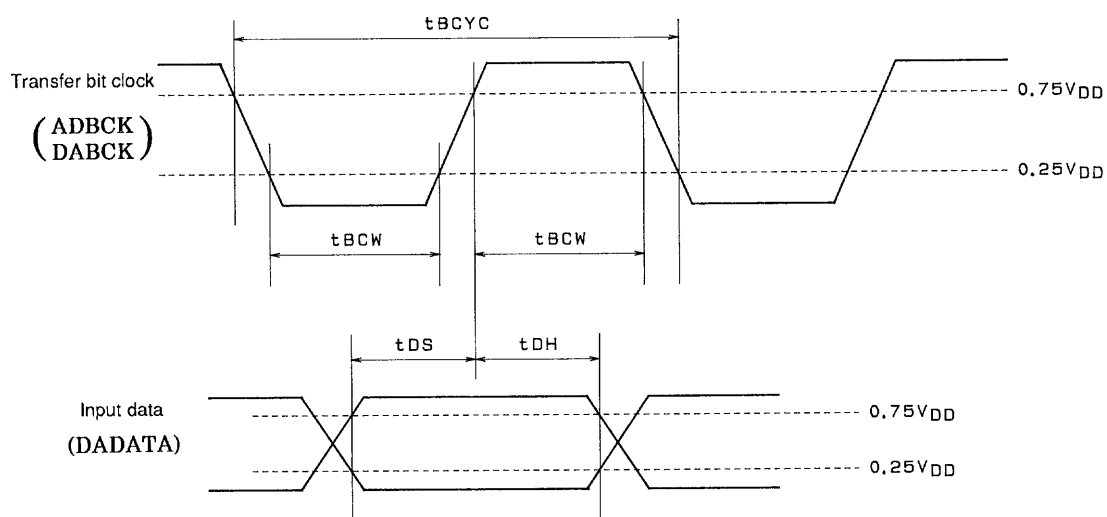 tBCYC
Transfer bit clock
0.75VDD
(ADBCK
DABCK)
0.25VDD
tBCW tBCW
tDS tDH
Input data
0.75VDD
(DADATA)
0.25VDD